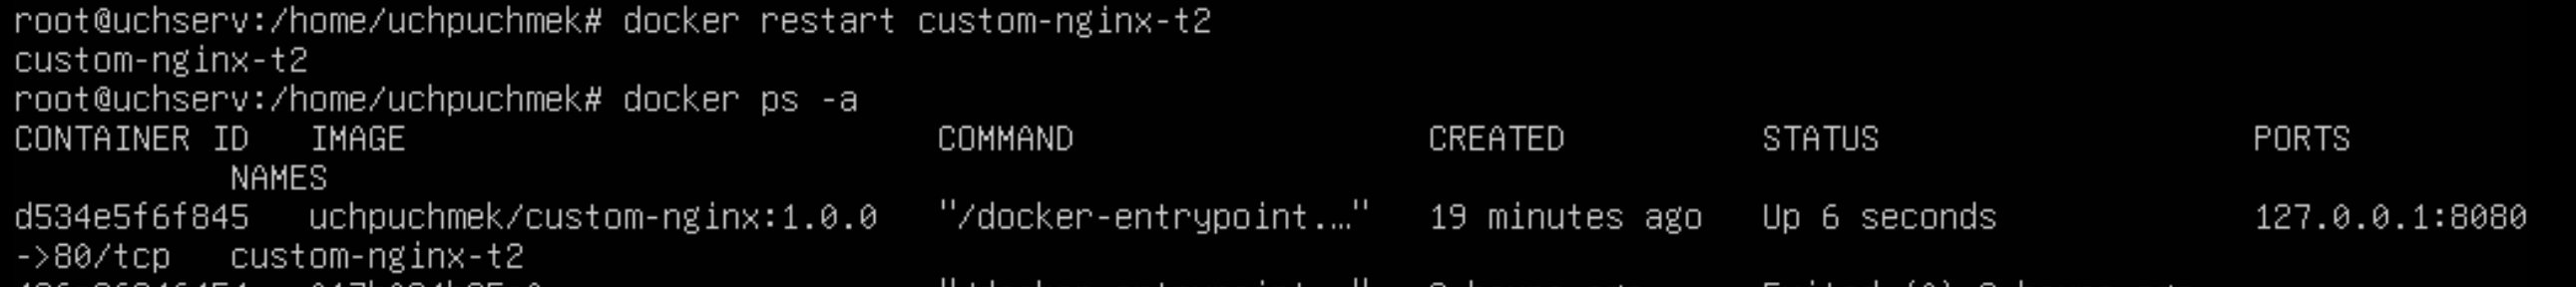 root@uchserv:/home/uchpuchmek# docker restart custom-nginx-t2
custom-nginx-t2
root@uchserv:/home/uchpuchmek# docker ps -a
CONTAINER ID   IMAGE                           COMMAND                  CREATED          STATUS                   PORTS
           NAMES
d534e5f6f845   uchpuchmek/custom-nginx:1.0.0   "/docker-entrypoint.…"   19 minutes ago   Up 6 seconds             127.0.0.1:8080
->80/tcp   custom-nginx-t2